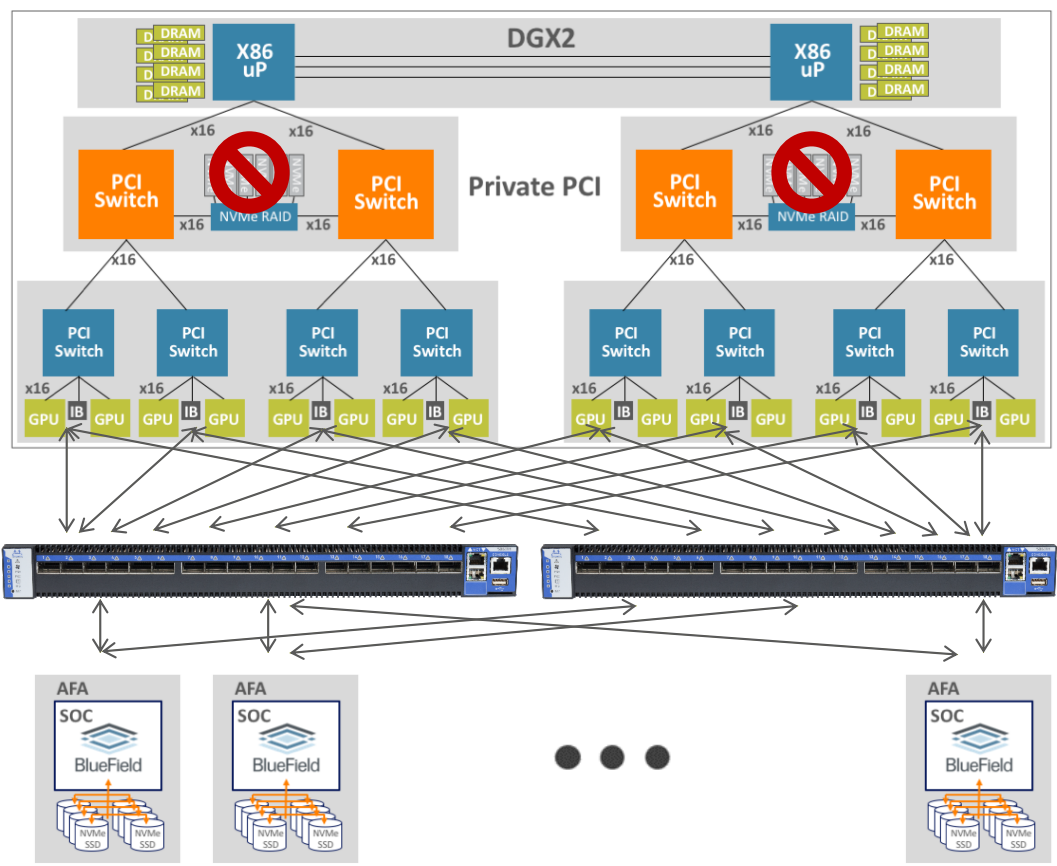 DGX2
DRAM
DRAM
DRAM
DRAM
X86
uP
X86
uP
DRAM
DRAM
DRAM
DRAM
x16
x16
x16
x16
PCI
Switch
NVMe
PCI
Switch
Private PCI
PCI
Switch
NVMe
PCI
Switch
NVMe RAID
NVMe RAID
x16
x16
x16
x16
x16
x16
x16
x16
PCI
Switch
PCI
Switch
PCI
Switch
PCI
Switch
PCI
Switch
PCI
Switch
PCI
Switch
PCI
Switch
x16
x16
x16
x16
x16
x16
x16
x16
GPU
IB
GPU
GPU
IB
GPU
GPU
IB
GPU
GPU
IB
GPU
GPU
IB
GPU
GPU
IB
GPU
GPU
IB
GPU
GPU
IB
GPU
AFA
SOC
BlueField
NVMe
SSD
NVMe
SSD
AFA
SOC
BlueField
NVMe
SSD
NVMe
SSD
AFA
SOC
BlueField
NVMe
SSD
NVMe
SSD